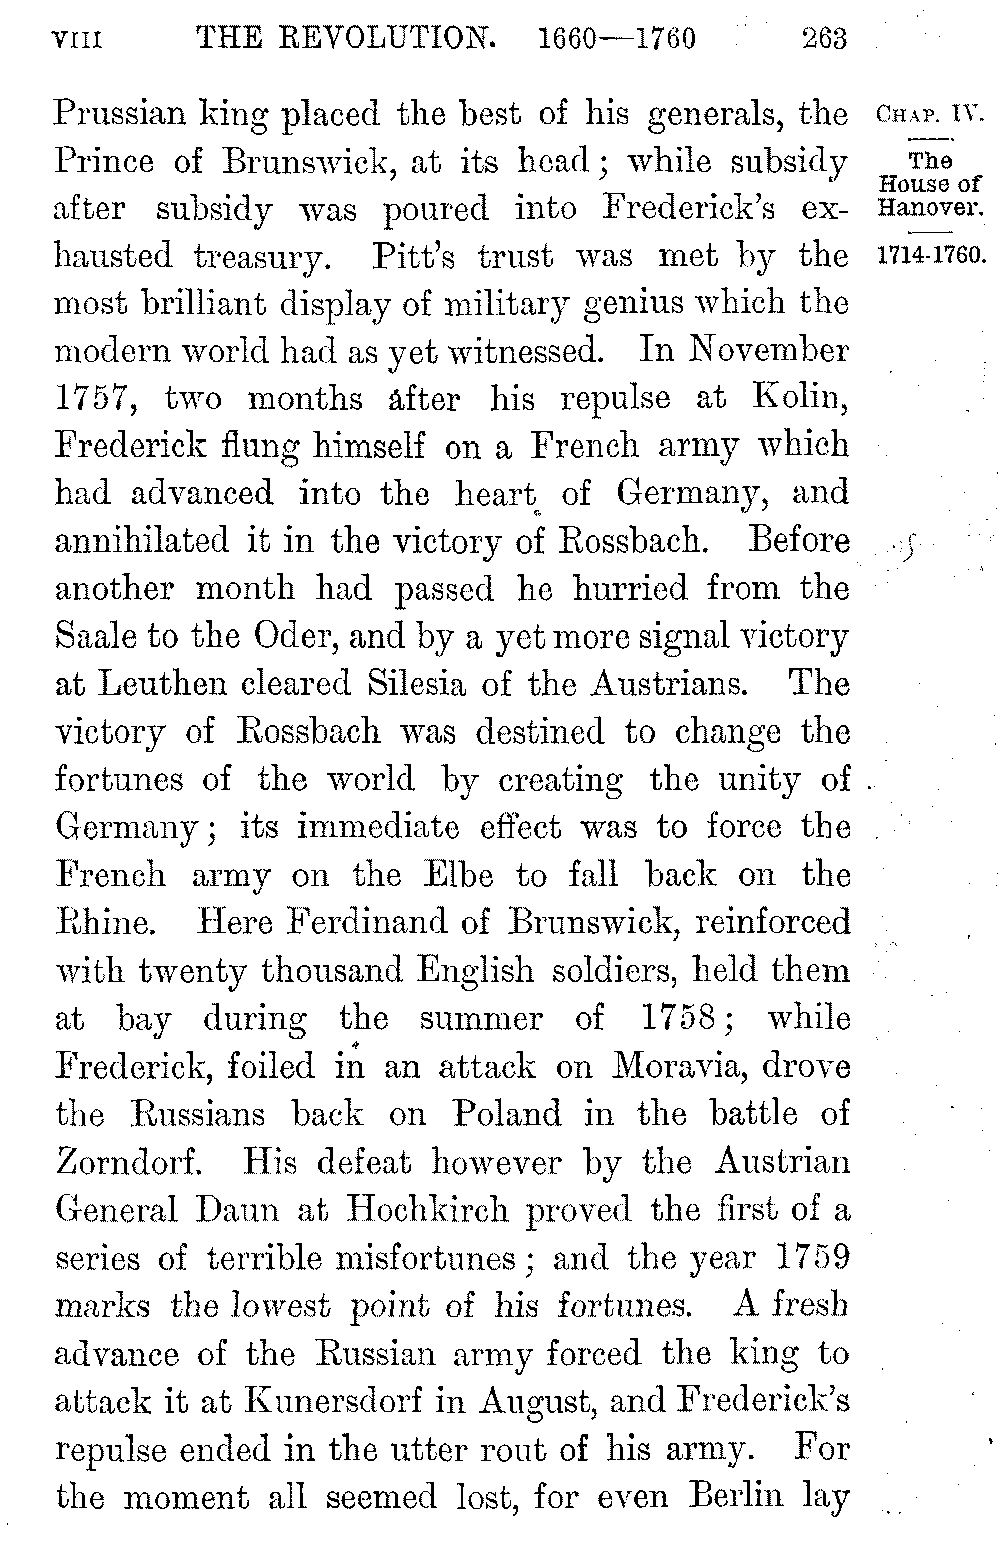 VIII THE REVOLUTION. 1660—1760 263
Prussian king placed the best of his generals, the
Prince of Brunswick, at its head; while subsidy
after subsidy was poured into Frederick's ex-
hausted treasury. Pitt's trust was met by the
most brilliant display of military genius which the
modern world had as yet witnessed. In November
1757, two months after his repulse at Kolin,
Frederick flung himself on a French army which
had advanced into the heart of Germany, and
annihilated it in the victory of Rossbach. Before
another month had passed he hurried from the
Saale to the Oder, and by a yet more signal victory
at Leuthen cleared Silesia of the Austrians. The
victory of Rossbach was destined to change the
fortunes of the world by creating the unity of
Germany; its immediate effect was to force the
French army on the Elbe to fall back on the
Rhine. Here Ferdinand of Brunswick, reinforced
with twenty thousand English soldiers, held them
at bay during the summer of 1758; while
Frederick, foiled in an attack on Moravia, drove
the Russians back on Poland in the battle of
Zorndorf. His defeat however by the Austrian
General Daun at Hochkirch proved the first of a
series of terrible misfortunes; and the year 1759
marks the lowest point of his fortunes. A fresh
advance of the Russian army forced the king to
attack it at Kunersdorf in August, and Frederick's
repulse ended in the utter rout of his army. For
the moment all seemed lost, for even Berlin lay
CHAP. IV.
The
House of
Hanover.
1714-1760.